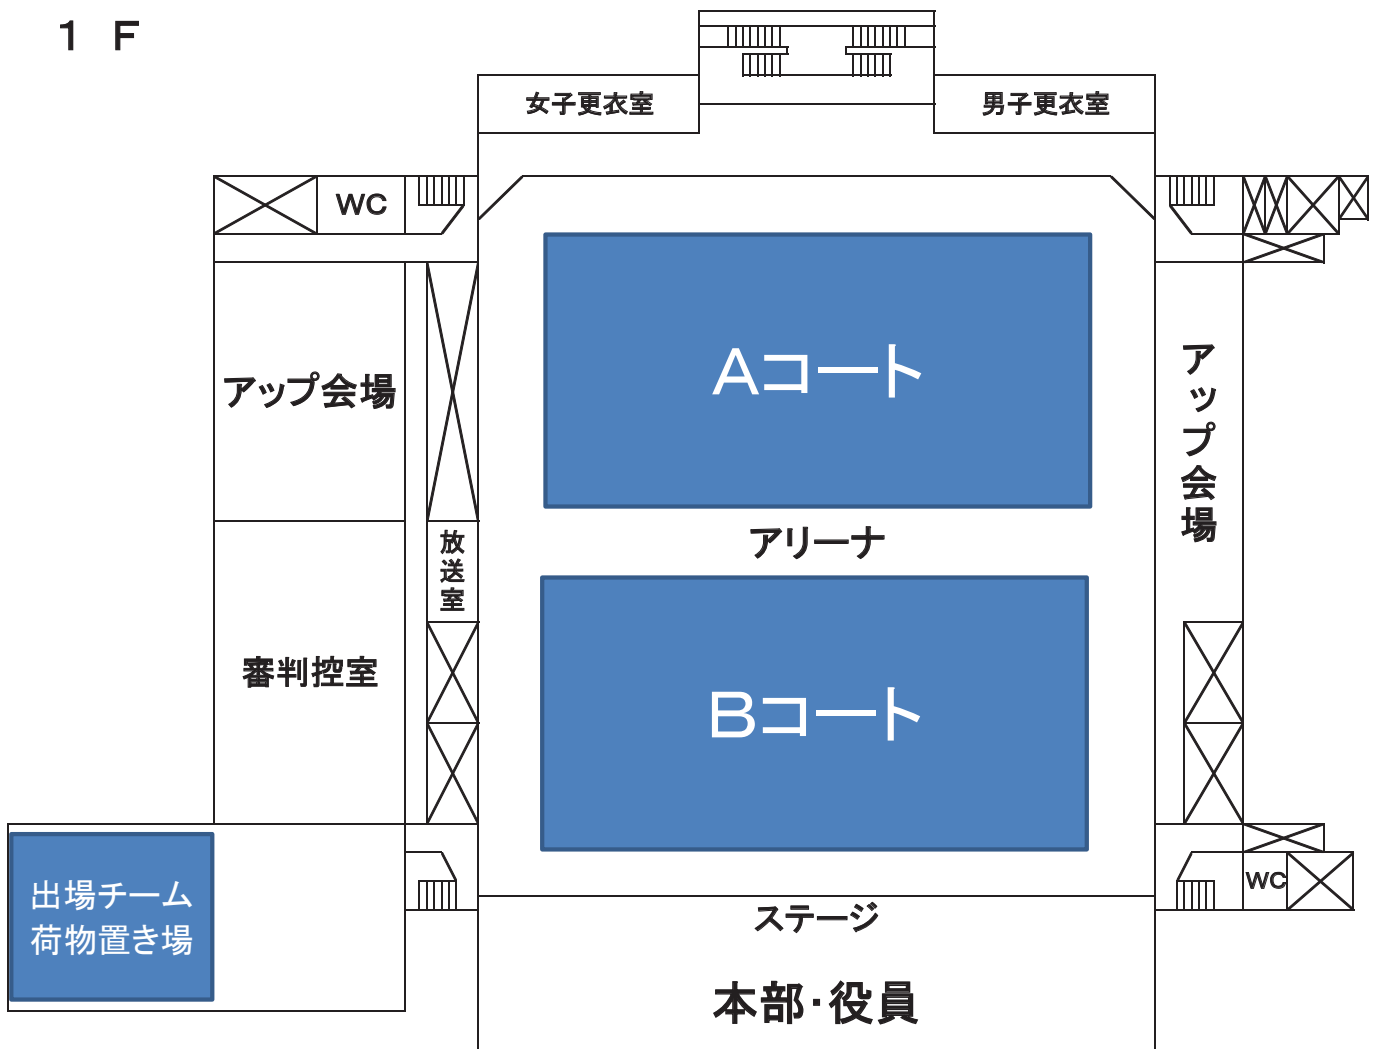 １ Ｆ
女子更衣室
男子更衣室
WC
Aコート
アップ会場
アップ会場
アリーナ
放送室
審判控室
Bコート
出場チーム
荷物置き場
WC
ステージ
本部・役員